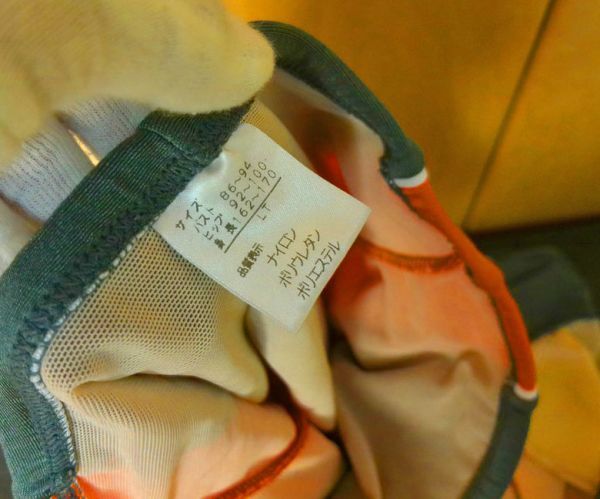 サイズ
バスト 86~94
ヒップ 92~100
身長 162~170
LT
品質表示 ナイロン
ポリウレタン
ポリエステル